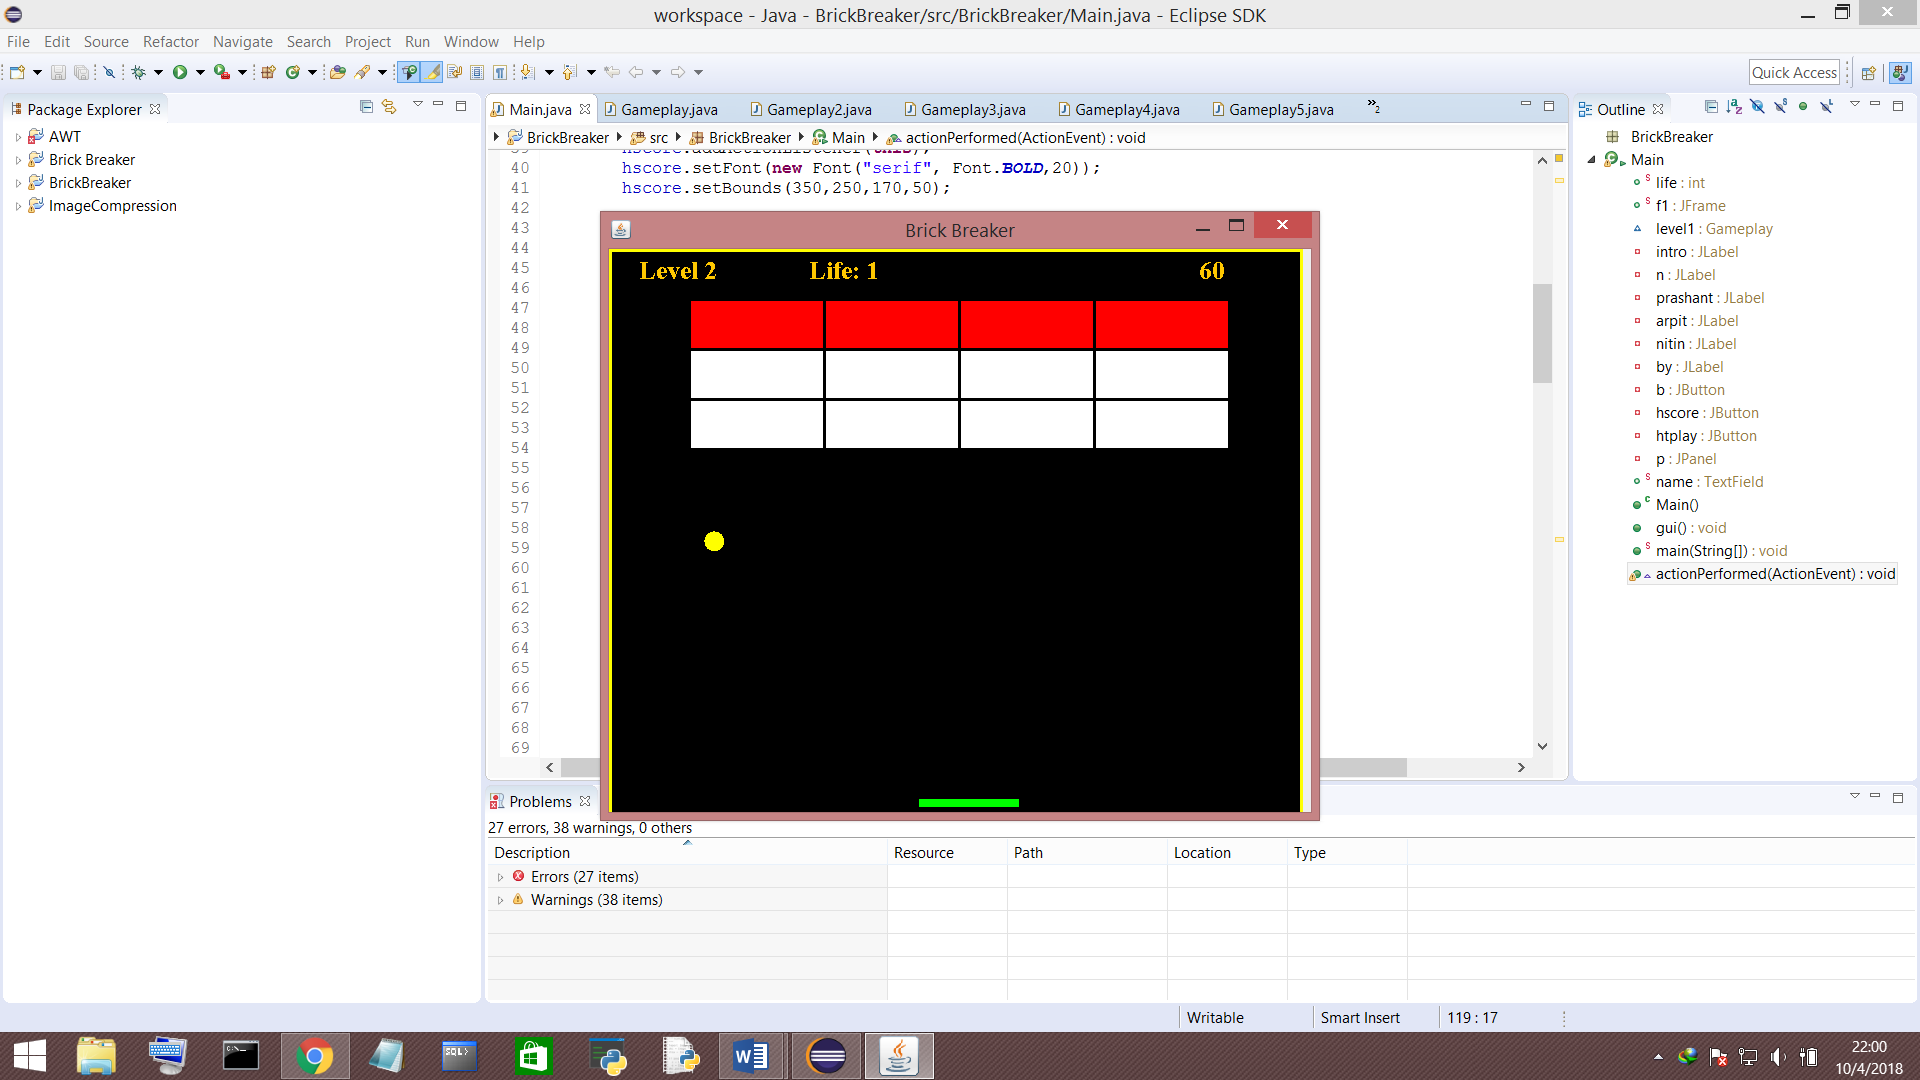 workspace - Java - BrickBreaker/src/BrickBreaker/Main.java - Eclipse SDK
File Edit Source Refactor Navigate Search Project Run Window Help
Quick Access
Package Explorer
AWT
Brick Breaker
BrickBreaker
ImageCompression
Main.java Gameplay.java Gameplay2.java Gameplay3.java Gameplay4.java Gameplay5.java »2
BrickBreaker src BrickBreaker Main actionPerformed(ActionEvent) : void
39 hscore.addActionListener(this);
40 hscore.setFont(new Font("serif", Font.BOLD,20));
41 hscore.setBounds(350,250,170,50);
42
43
44
45
46
47
48
49
50
51
52
53
54
55
56
57
58
59
60
61
62
63
64
65
66
67
68
69
Brick Breaker
Level 2 Life: 1 60
Outline
BrickBreaker
Main
life : int
f1 : JFrame
level1 : Gameplay
intro : JLabel
n : JLabel
prashant : JLabel
arpit : JLabel
nitin : JLabel
by : JLabel
b : JButton
hscore : JButton
htplay : JButton
p : JPanel
name : TextField
Main()
gui() : void
main(String[]) : void
actionPerformed(ActionEvent) : void
Problems
27 errors, 38 warnings, 0 others
Description Resource Path Location Type
Errors (27 items)
Warnings (38 items)
Writable Smart Insert 119 : 17
22:00
10/4/2018